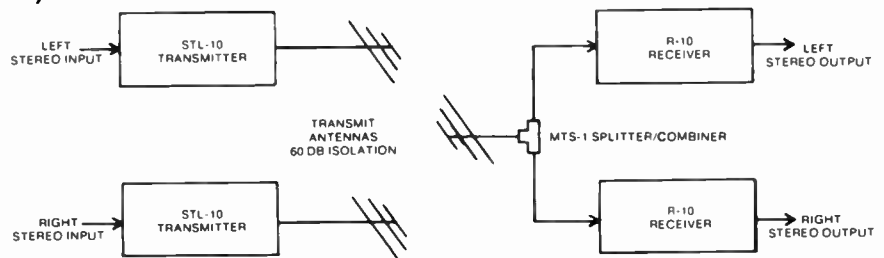 LEFT
STEREO INPUT
STL-10
TRANSMITTER
R-10
RECEIVER
LEFT
STEREO OUTPUT
TRANSMIT
ANTENNAS
60 DB ISOLATION
MTS-1 SPLITTER/COMBINER
RIGHT
STEREO INPUT
STL-10
TRANSMITTER
R-10
RECEIVER
RIGHT
STEREO OUTPUT